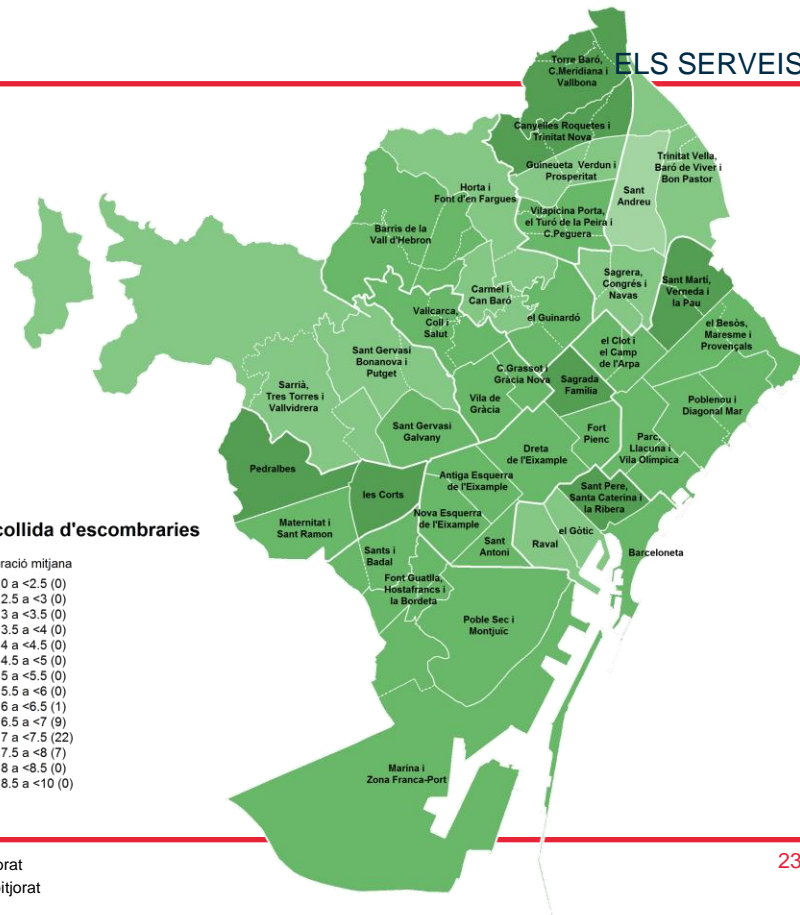 ELS SERVEIS
Torre Baró,
C.Meridiana i
Vallbona
Canyelles Roquetes i
Trinitat Nova
Guineueta Verdun i
Prosperitat
Trinitat Vella,
Baró de Viver i
Bon Pastor
Sant
Andreu
Horta i
Font d'en Fargues
Vilapicina Porta,
el Turó de la Peira i
C.Peguera
Barris de la
Vall d'Hebron
Sagrera,
Congrés i
Navas
Sant Martí,
Verneda i
la Pau
Carmel i
Can Baró
Vallcarca,
Coll i
Salut
el Guinardó
el Besòs,
Maresme i
Provençals
el Clot i
el Camp
de l'Arpa
Sant Gervasi
Bonanova i
Putget
C.Grassot i
Gràcia Nova
Sagrada
Família
Sarrià,
Tres Torres i
Vallvidrera
Vila de
Gràcia
Poblenou i
Diagonal Mar
Sant Gervasi
Galvany
Fort
Pienc
Parc,
Llacuna i
Vila Olímpica
Dreta
de l'Eixample
Pedralbes
Antiga Esquerra
de l'Eixample
les Corts
Sant Pere,
Santa Caterina i
la Ribera
Nova Esquerra
de l'Eixample
Maternitat i
Sant Ramon
el Gòtic
Sant
Antoni
Raval
Barceloneta
Sants i
Badal
Font Guatlla,
Hostafrancs i
la Bordeta
Poble Sec i
Montjuïc
Marina i
Zona Franca-Port
collida d'escombraries
ració mitjana
0 a <2.5 (0)
2.5 a <3 (0)
3 a <3.5 (0)
3.5 a <4 (0)
4 a <4.5 (0)
4.5 a <5 (0)
5 a <5.5 (0)
5.5 a <6 (0)
6 a <6.5 (1)
6.5 a <7 (9)
7 a <7.5 (22)
7.5 a <8 (7)
8 a <8.5 (0)
8.5 a <10 (0)
orat
itjorat
23